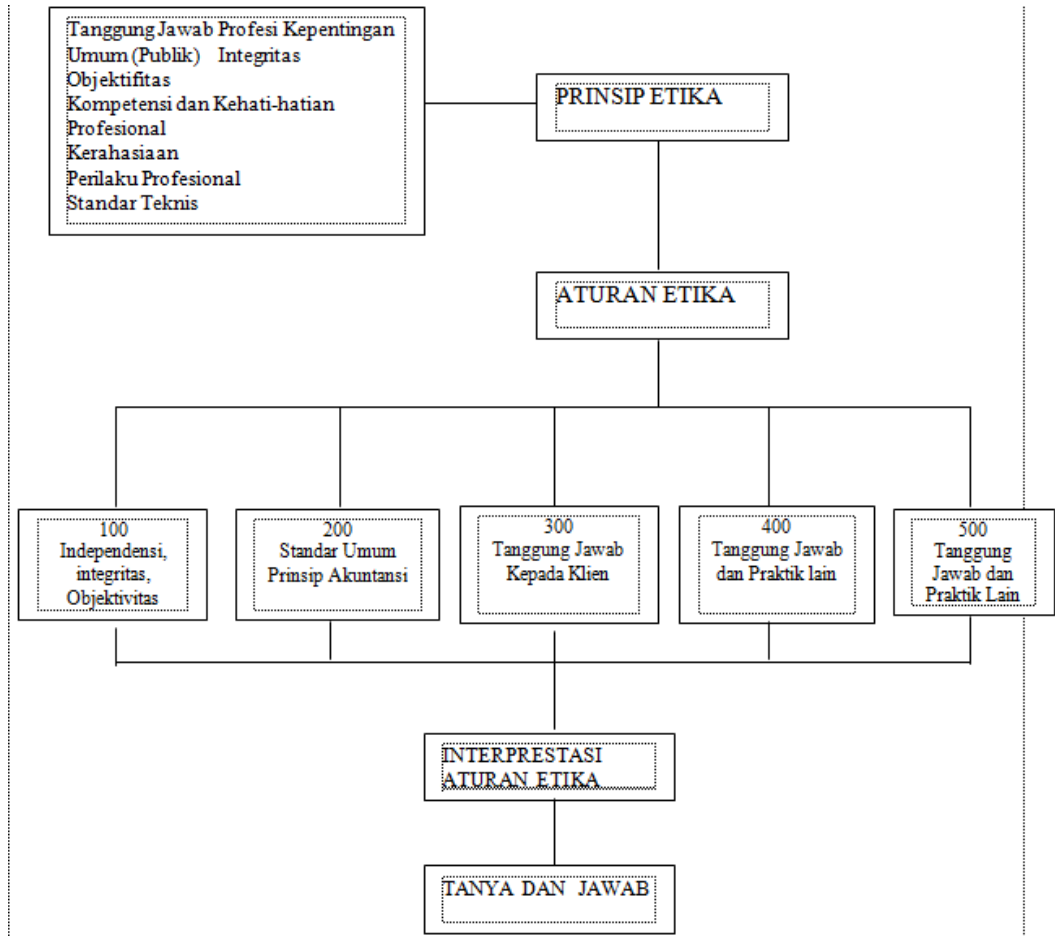 Tanggung Jawab Profesi Kepentingan
Umum (Publik) Integritas
Objektifitas
Kompetensi dan Kehati-hatian
Profesional
Kerahasiaan
Perilaku Profesional
Standar Teknis
PRINSIP ETIKA
ATURAN ETIKA
100
Independensi,
integritas,
Objektivitas
200
Standar Umum
Prinsip Akuntansi
300
Tanggung Jawab
Kepada Klien
400
Tanggung Jawab
dan Praktik lain
500
Tanggung
Jawab dan
Praktik Lain
INTERPRESTASI
ATURAN ETIKA
TANYA DAN JAWAB